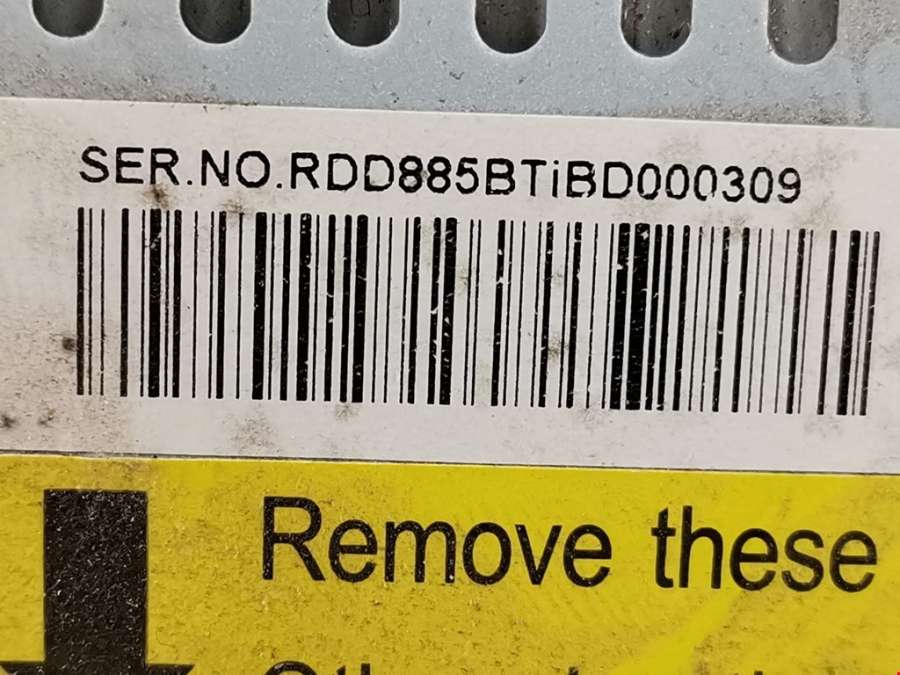 SER.NO.RDD885BTiBD000309
Remove these